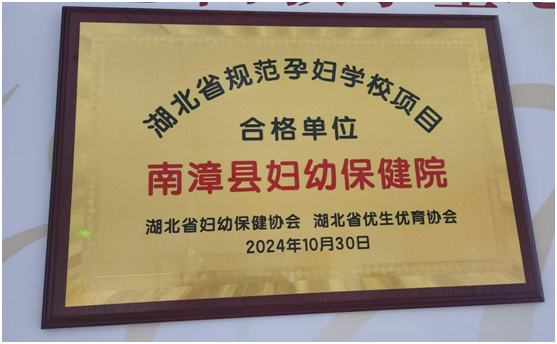 湖北省规范孕妇学校项目
合格单位
南漳县妇幼保健院
湖北省妇幼保健协会 湖北省优生优育协会
2024年10月30日